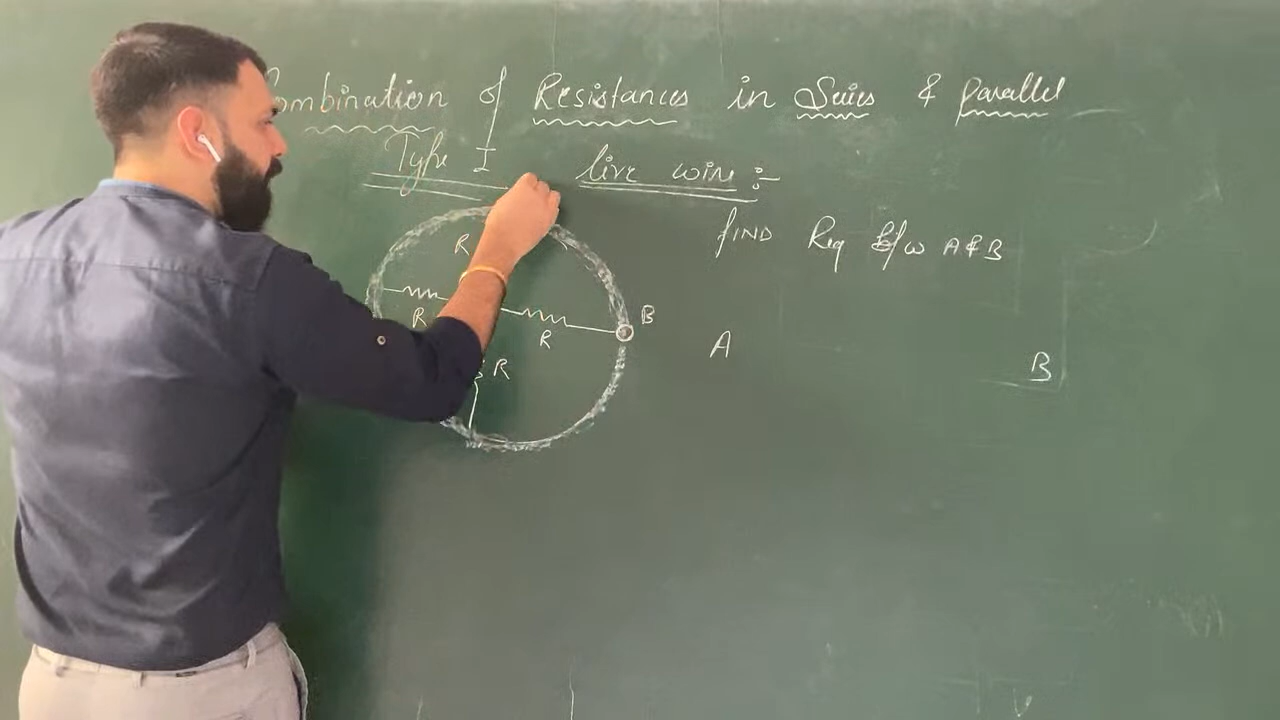 Combination of Resistances in Series & parallel
Type I live wire :-
FIND Req b/w A & B
R
R
R
B
R
A
B